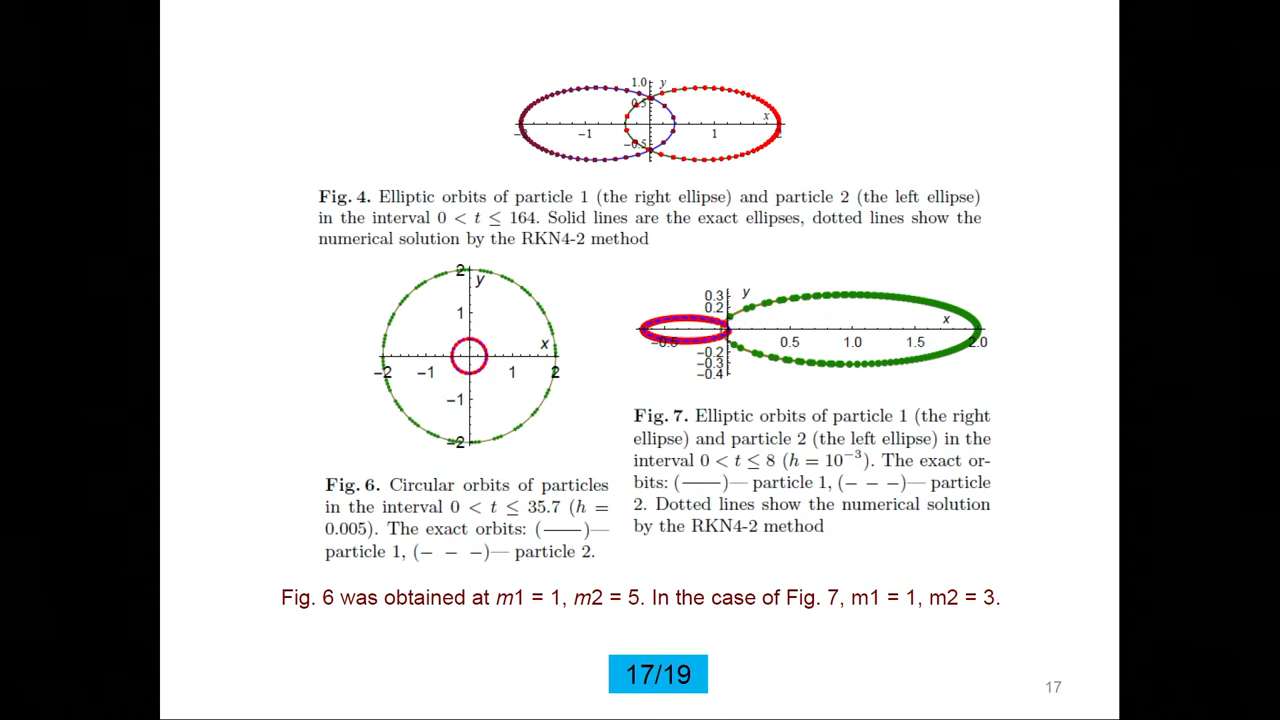 1.0 y
0.5
x
−1 1
−0.5
Fig. 4. Elliptic orbits of particle 1 (the right ellipse) and particle 2 (the left ellipse)
in the interval 0 < t ≤ 164. Solid lines are the exact ellipses, dotted lines show the
numerical solution by the RKN4-2 method
2 y
1
x
−2 −1 1 2
−1
−2
Fig. 6. Circular orbits of particles
in the interval 0 < t ≤ 35.7 (h =
0.005). The exact orbits: (——)—
particle 1, (− − −)— particle 2.
0.3 y
0.2
x
−0.5 0.5 1.0 1.5 2.0
−0.2
−0.3
−0.4
Fig. 7. Elliptic orbits of particle 1 (the right
ellipse) and particle 2 (the left ellipse) in the
interval 0 < t ≤ 8 (h = 10⁻³). The exact or-
bits: (——)— particle 1, (− − −)— particle
2. Dotted lines show the numerical solution
by the RKN4-2 method
Fig. 6 was obtained at m1 = 1, m2 = 5. In the case of Fig. 7, m1 = 1, m2 = 3.
17/19
17